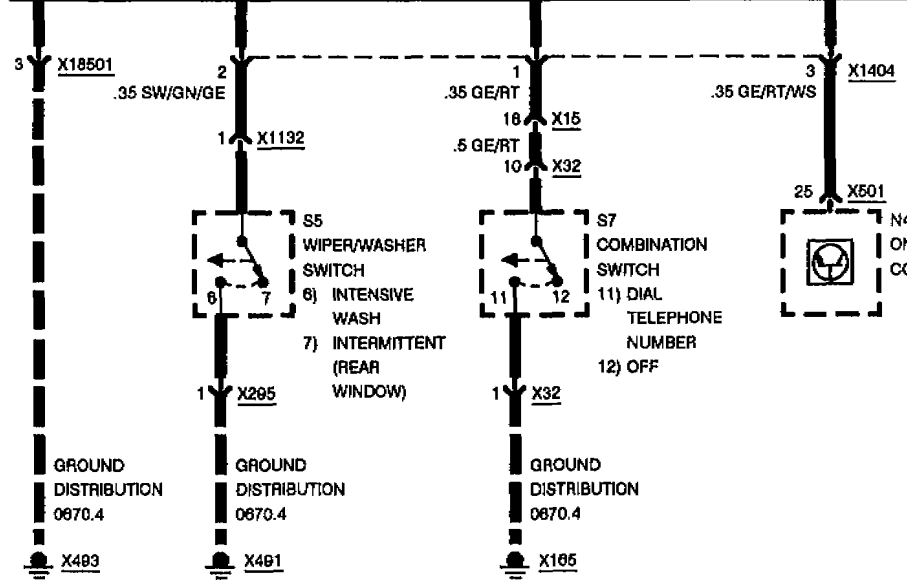 3 X18501
2
1
3 X1404
.35 SW/GN/GE
.35 GE/RT
.35 GE/RT/WS
18 X15
1 X1132
.5 GE/RT
10 X32
25 X501
S5
WIPER/WASHER
SWITCH
6) INTENSIVE
WASH
7) INTERMITTENT
(REAR
WINDOW)
6 7
S7
COMBINATION
SWITCH
11) DIAL
TELEPHONE
NUMBER
12) OFF
11 12
1 X295
1 X32
GROUND
DISTRIBUTION
0670.4
GROUND
DISTRIBUTION
0670.4
GROUND
DISTRIBUTION
0670.4
X493
X491
X165